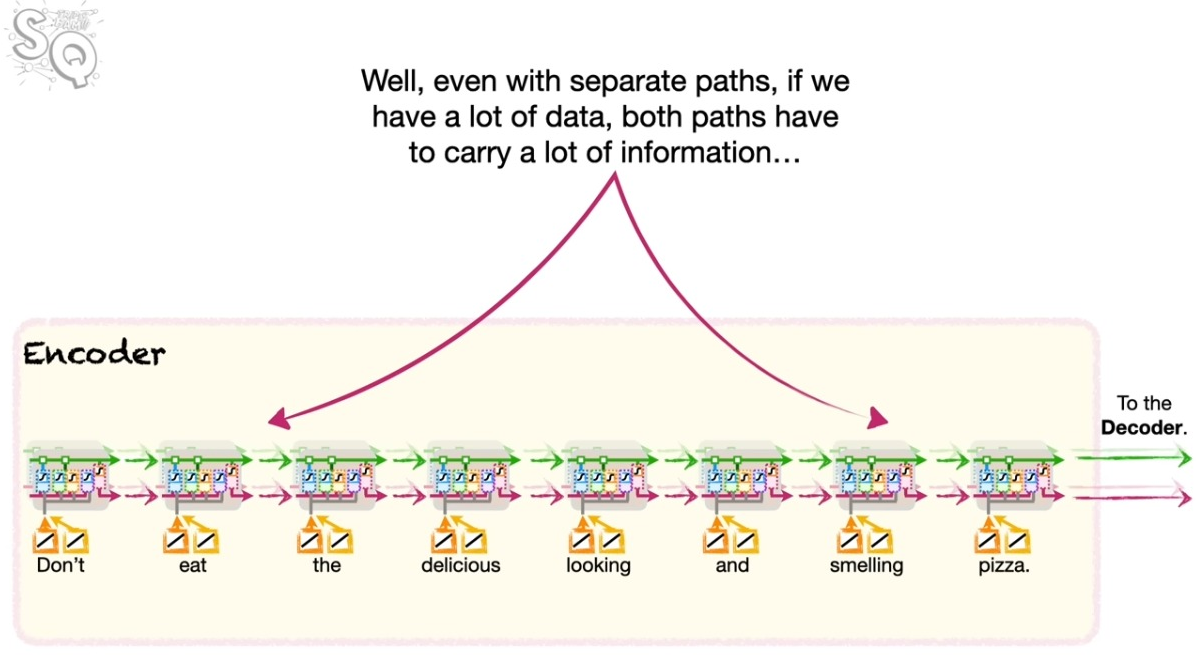 SQ
Well, even with separate paths, if we
have a lot of data, both paths have
to carry a lot of information…
Encoder
To the
Decoder.
Don’t eat the delicious looking and smelling pizza.